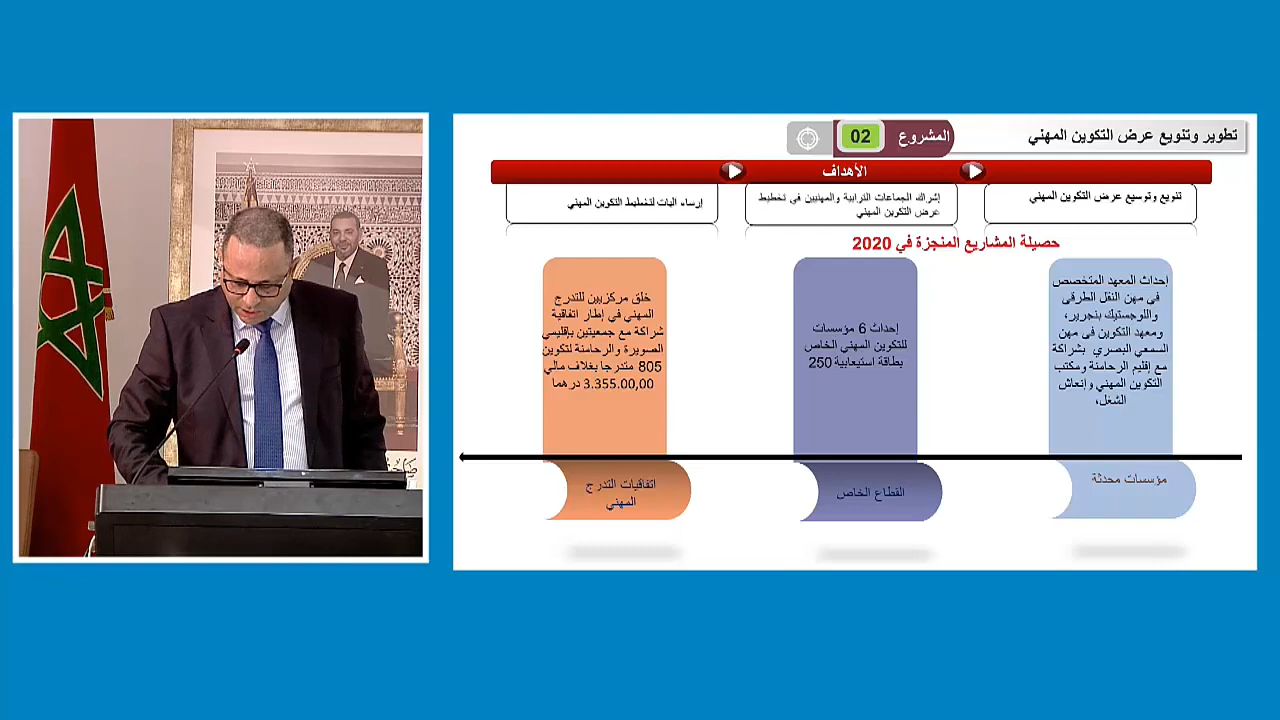 تطوير وتنويع عرض التكوين المهني
المشروع 02
الأهداف
تنويع وتوسيع عرض التكوين المهني
إشراك الجماعات الترابية والمهنيين في تخطيط
عرض التكوين المهني
إرساء اليات لتخطيط التكوين المهني
حصيلة المشاريع المنجزة في 2020
إحداث المعهد المتخصص
في مهن النقل الطرقي
واللوجستيك بنجرير،
ومعهد التكوين في مهن
السمعي البصري بشراكة
مع إقليم الرحامنة ومكتب
التكوين المهني وإنعاش
الشغل،
إحداث 6 مؤسسات
للتكوين المهني الخاص
بطاقة استيعابية 250
خلق مركزيين للتدرج
المهني في إطار اتفاقية
شراكة مع جمعيتين بإقليمي
الصويرة والرحامنة لتكوين
805 متدرجا بغلاف مالي
3.355.00,00 درهما
مؤسسات محدثة
القطاع الخاص
اتفاقيات التدرج
المهني